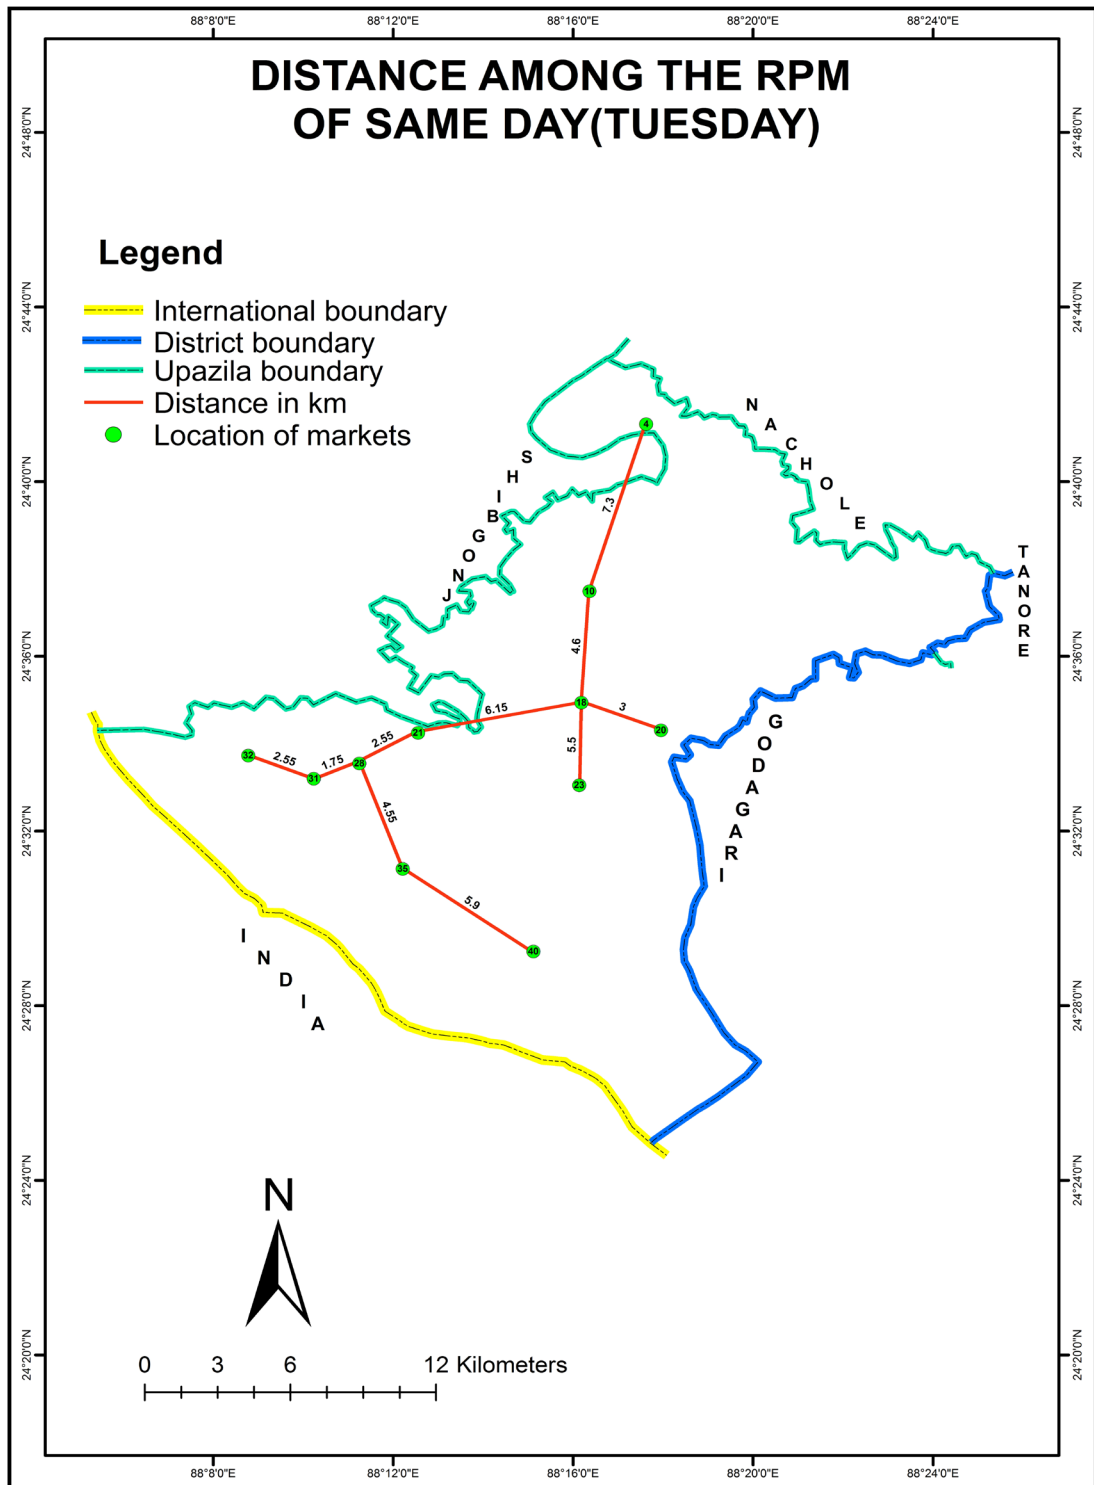 88°8'0"E 88°12'0"E 88°16'0"E 88°20'0"E 88°24'0"E
DISTANCE AMONG THE RPM
OF SAME DAY(TUESDAY)
24°48'0"N 24°48'0"N
Legend
24°44'0"N 24°44'0"N
International boundary
District boundary
Upazila boundary
Distance in km
Location of markets
4
NACHOLE
SHIBGONJ
24°40'0"N 24°40'0"N
7.3
TANORE
10
4.6
24°36'0"N 24°36'0"N
18
6.15
3
20
21
GODAGARI
2.55
5.5
32
2.55
1.75
28
31
23
4.55
24°32'0"N 24°32'0"N
35
5.9
40
INDIA
24°28'0"N 24°28'0"N
24°24'0"N 24°24'0"N
N
24°20'0"N 24°20'0"N
0 3 6 12 Kilometers
88°8'0"E 88°12'0"E 88°16'0"E 88°20'0"E 88°24'0"E